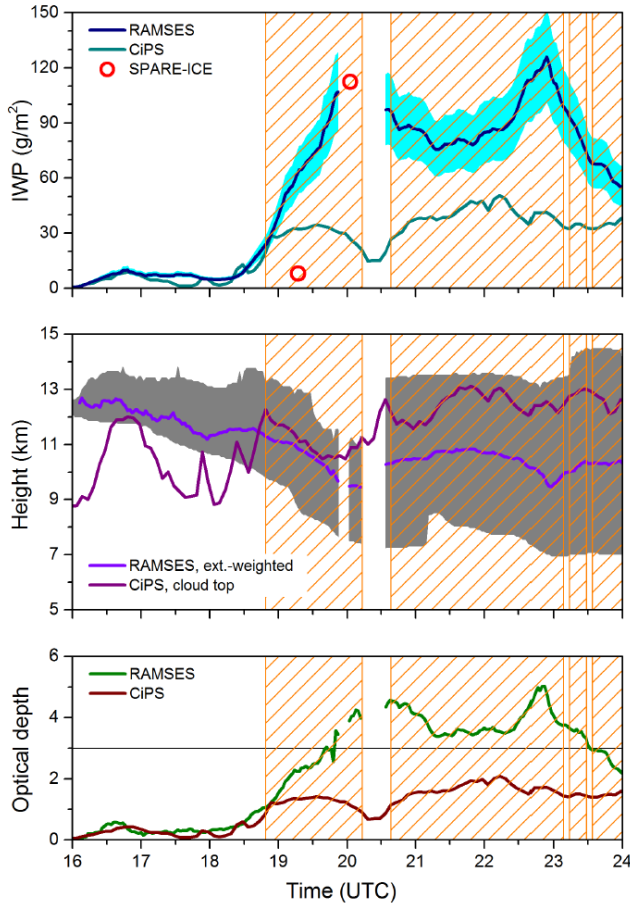 150
120
90
60
30
0
IWP (g/m²)
RAMSES
CiPS
SPARE-ICE
15
13
11
9
7
5
Height (km)
RAMSES, ext.-weighted
CiPS, cloud top
6
4
2
0
Optical depth
RAMSES
CiPS
16 17 18 19 20 21 22 23 24
Time (UTC)